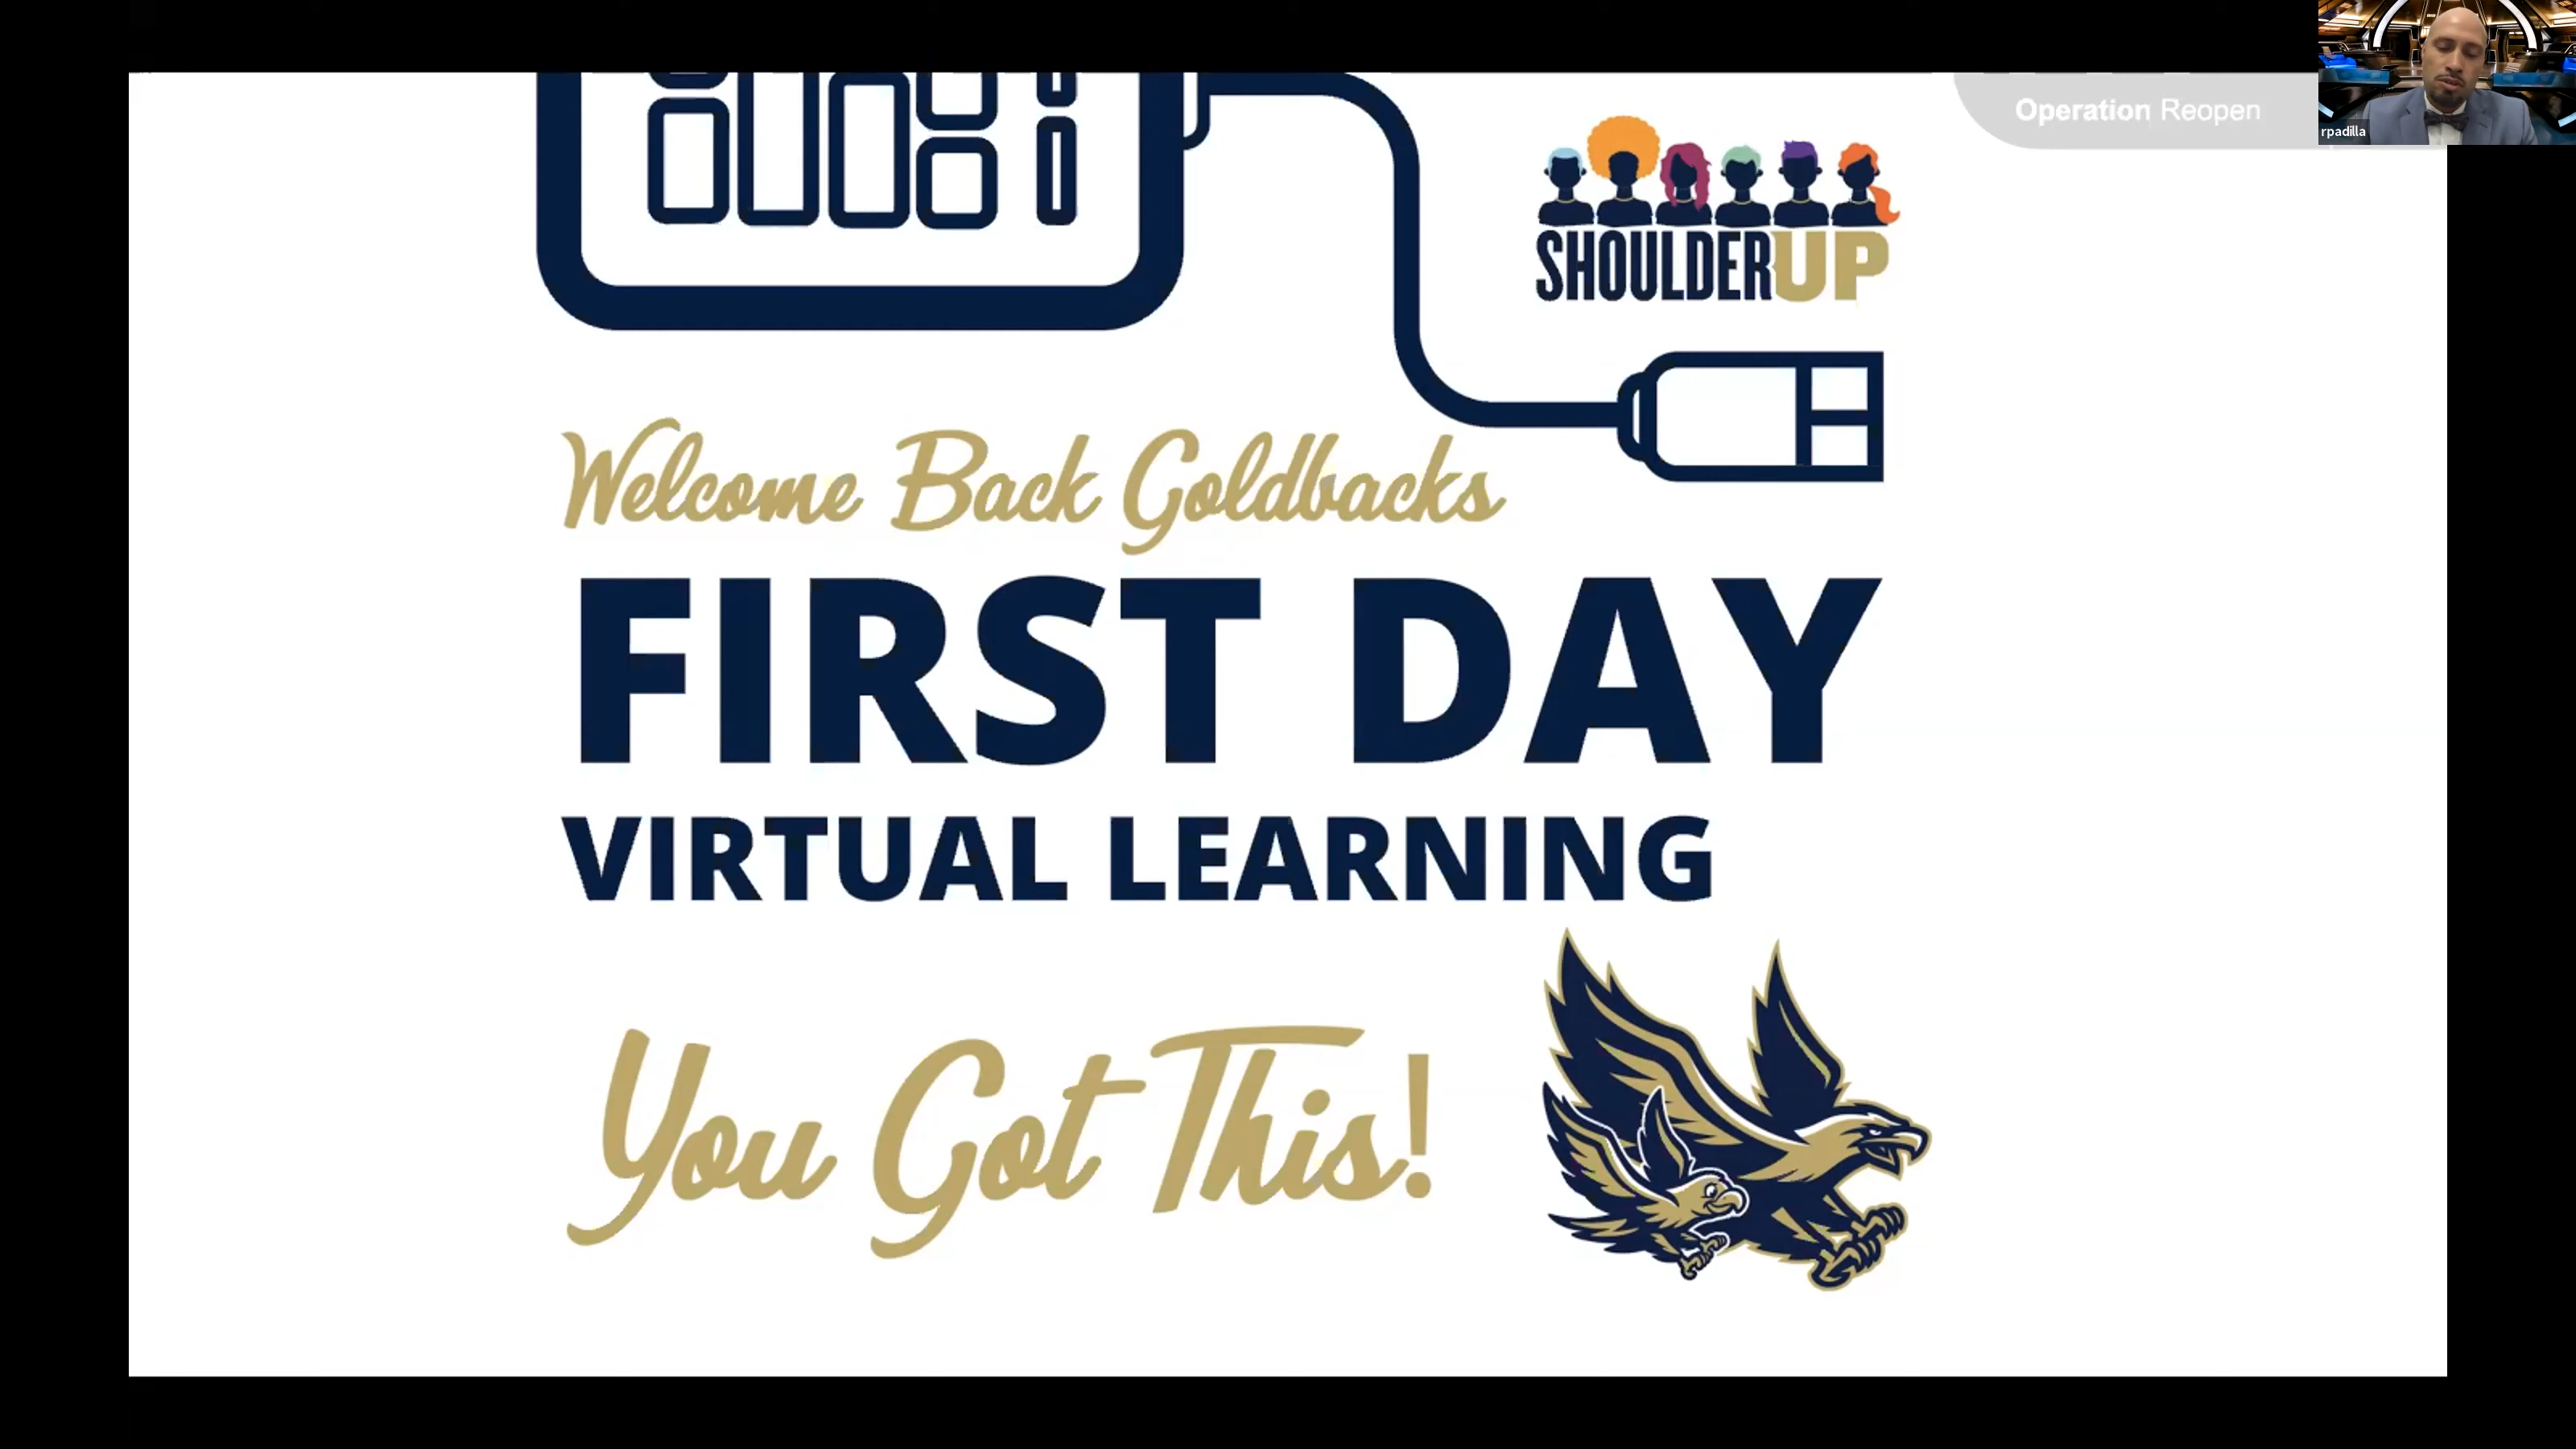 Operation Reopen
rpadilla
SHOULDERUP
Welcome Back Goldbacks
FIRST DAY
VIRTUAL LEARNING
You Got This!